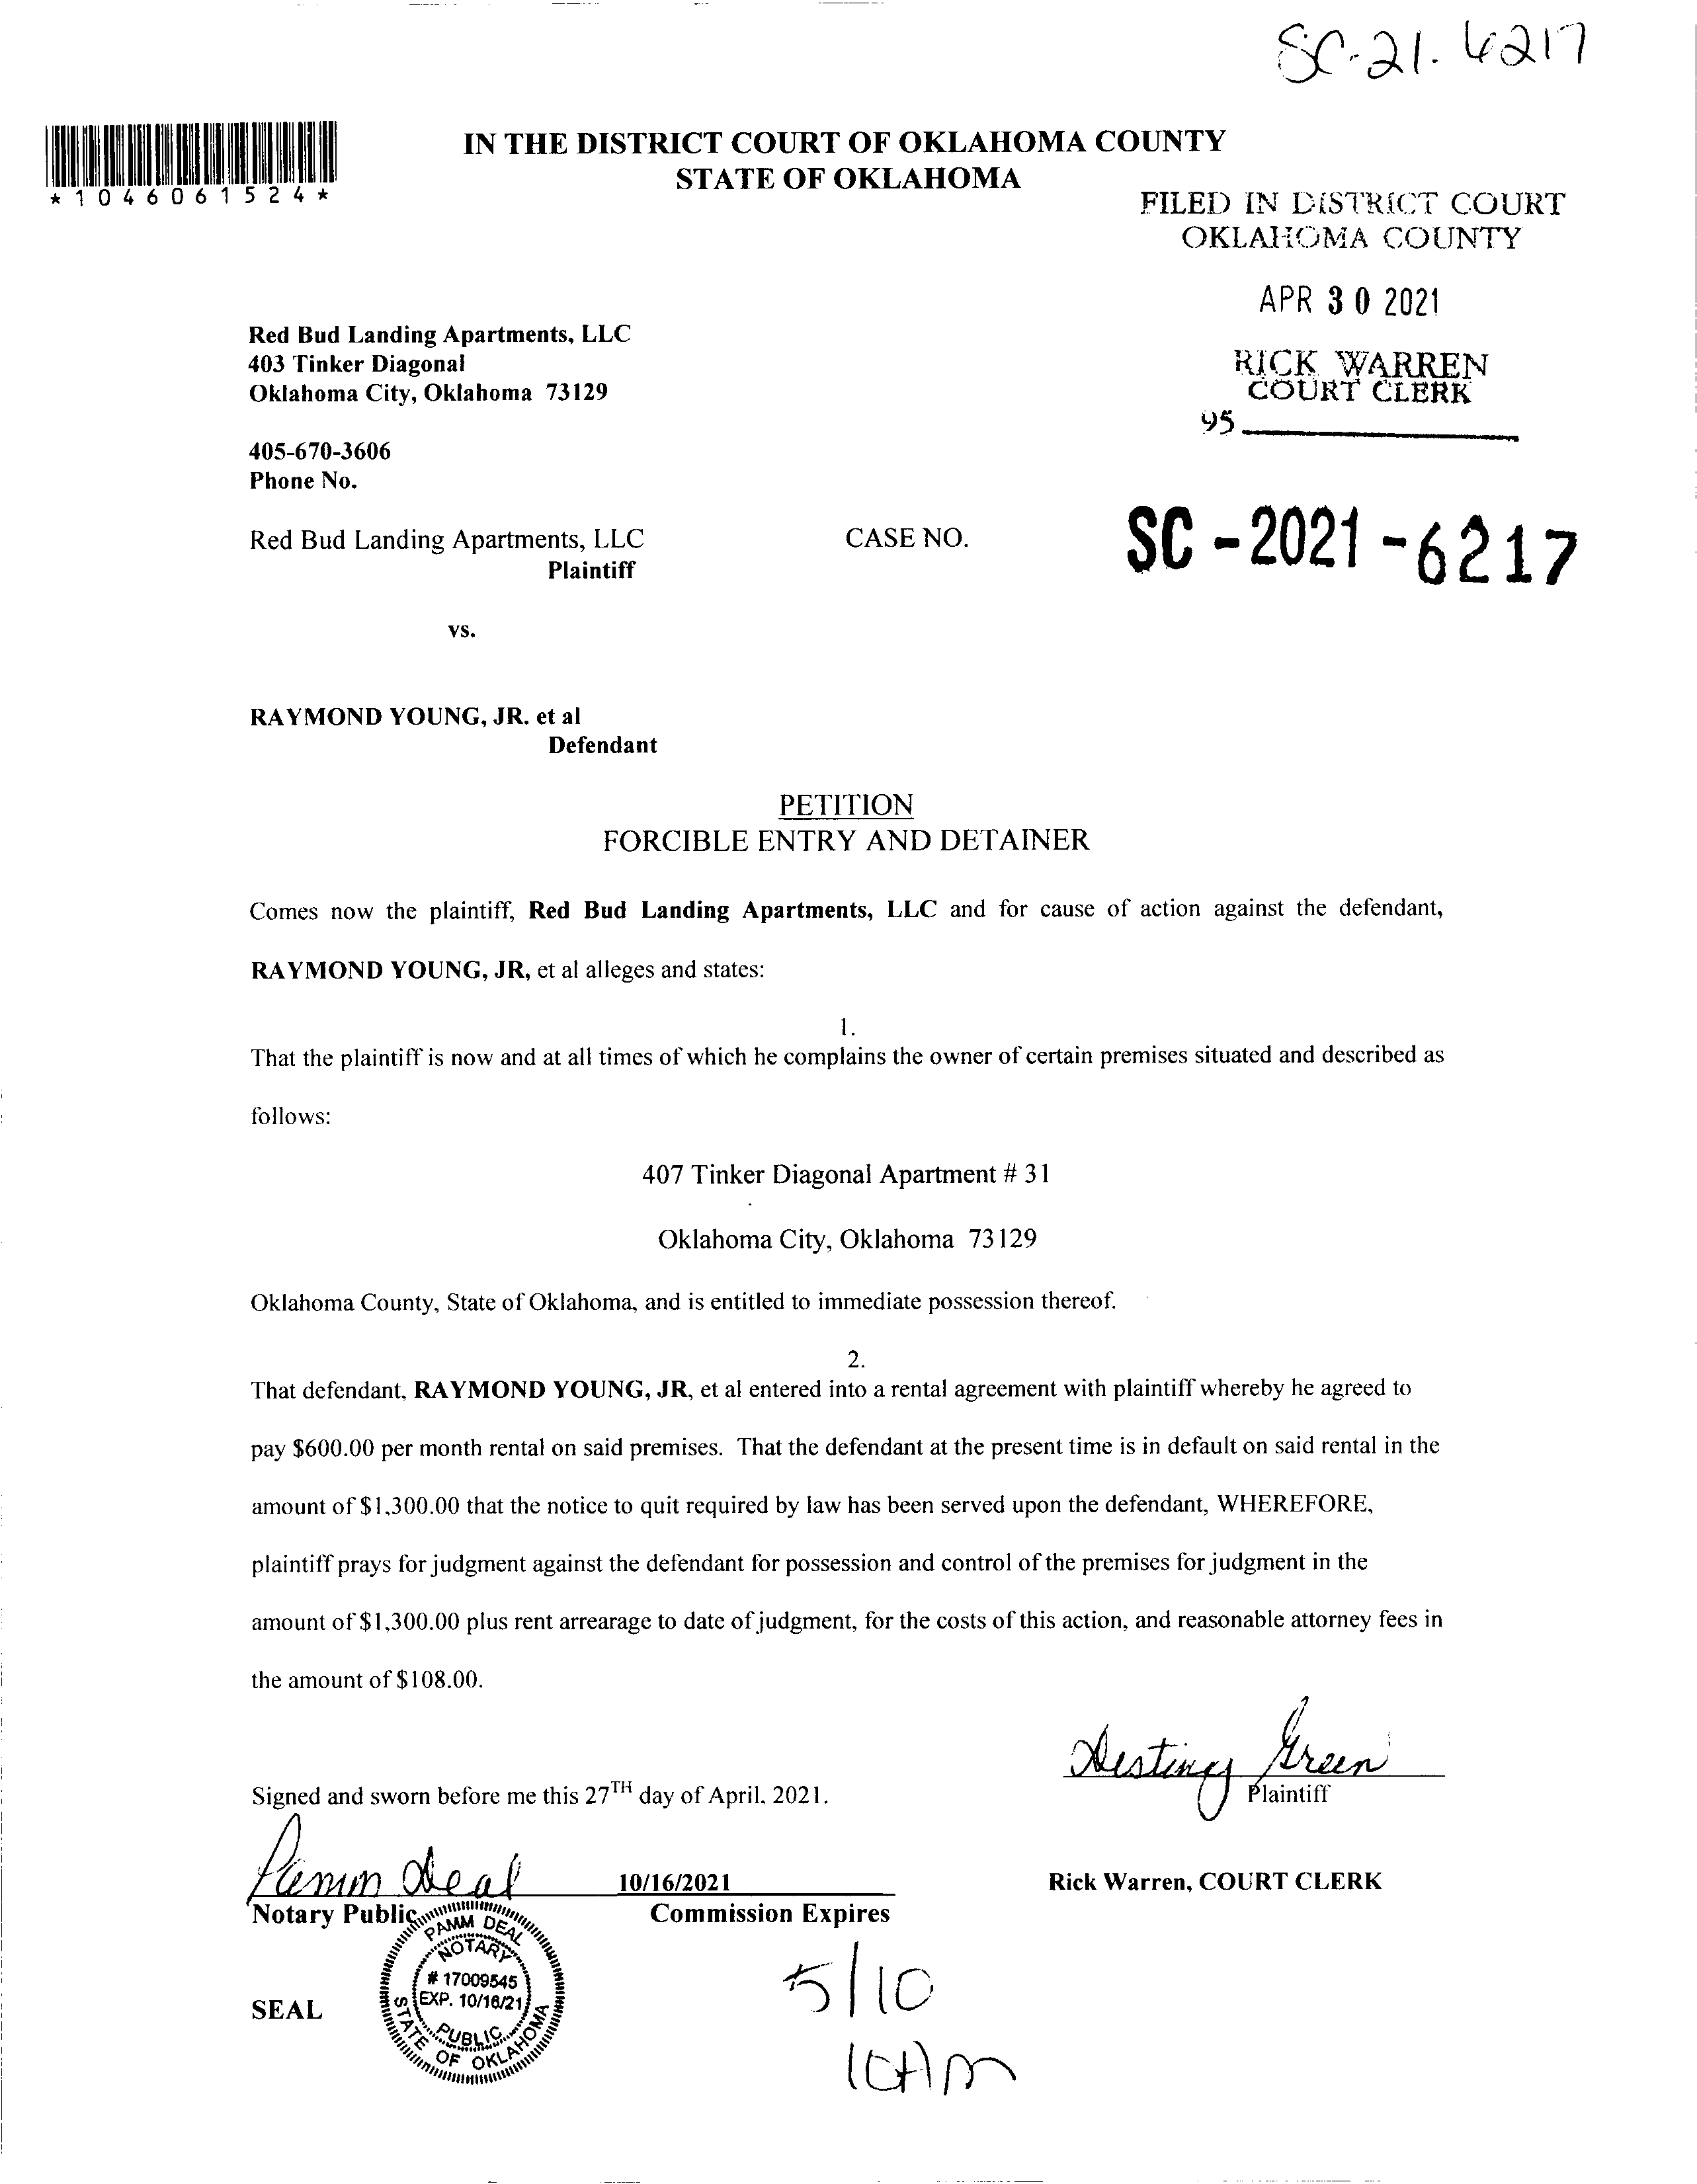 SC-21-6217
*1046061524*
IN THE DISTRICT COURT OF OKLAHOMA COUNTY
STATE OF OKLAHOMA
FILED IN DISTRICT COURT
OKLAHOMA COUNTY
APR 30 2021
RICK WARREN
COURT CLERK
95
Red Bud Landing Apartments, LLC
403 Tinker Diagonal
Oklahoma City, Oklahoma 73129
405-670-3606
Phone No.
Red Bud Landing Apartments, LLC CASE NO. SC-2021-6217
Plaintiff
vs.
RAYMOND YOUNG, JR. et al
Defendant
PETITION
FORCIBLE ENTRY AND DETAINER
Comes now the plaintiff, Red Bud Landing Apartments, LLC and for cause of action against the defendant,
RAYMOND YOUNG, JR, et al alleges and states:
1.
That the plaintiff is now and at all times of which he complains the owner of certain premises situated and described as
follows:
407 Tinker Diagonal Apartment # 31
Oklahoma City, Oklahoma 73129
Oklahoma County, State of Oklahoma, and is entitled to immediate possession thereof.
2.
That defendant, RAYMOND YOUNG, JR, et al entered into a rental agreement with plaintiff whereby he agreed to
pay $600.00 per month rental on said premises. That the defendant at the present time is in default on said rental in the
amount of $1,300.00 that the notice to quit required by law has been served upon the defendant, WHEREFORE,
plaintiff prays for judgment against the defendant for possession and control of the premises for judgment in the
amount of $1,300.00 plus rent arrearage to date of judgment, for the costs of this action, and reasonable attorney fees in
the amount of $108.00.
Destiny Green
Plaintiff
Signed and sworn before me this 27TH day of April, 2021.
Pamm Deal 10/16/2021
Rick Warren, COURT CLERK
Notary Public Commission Expires
PAMM DEAL
NOTARY
# 17009545
EXP. 10/16/21
PUBLIC
STATE OF OKLAHOMA
SEAL
5/10
10AM